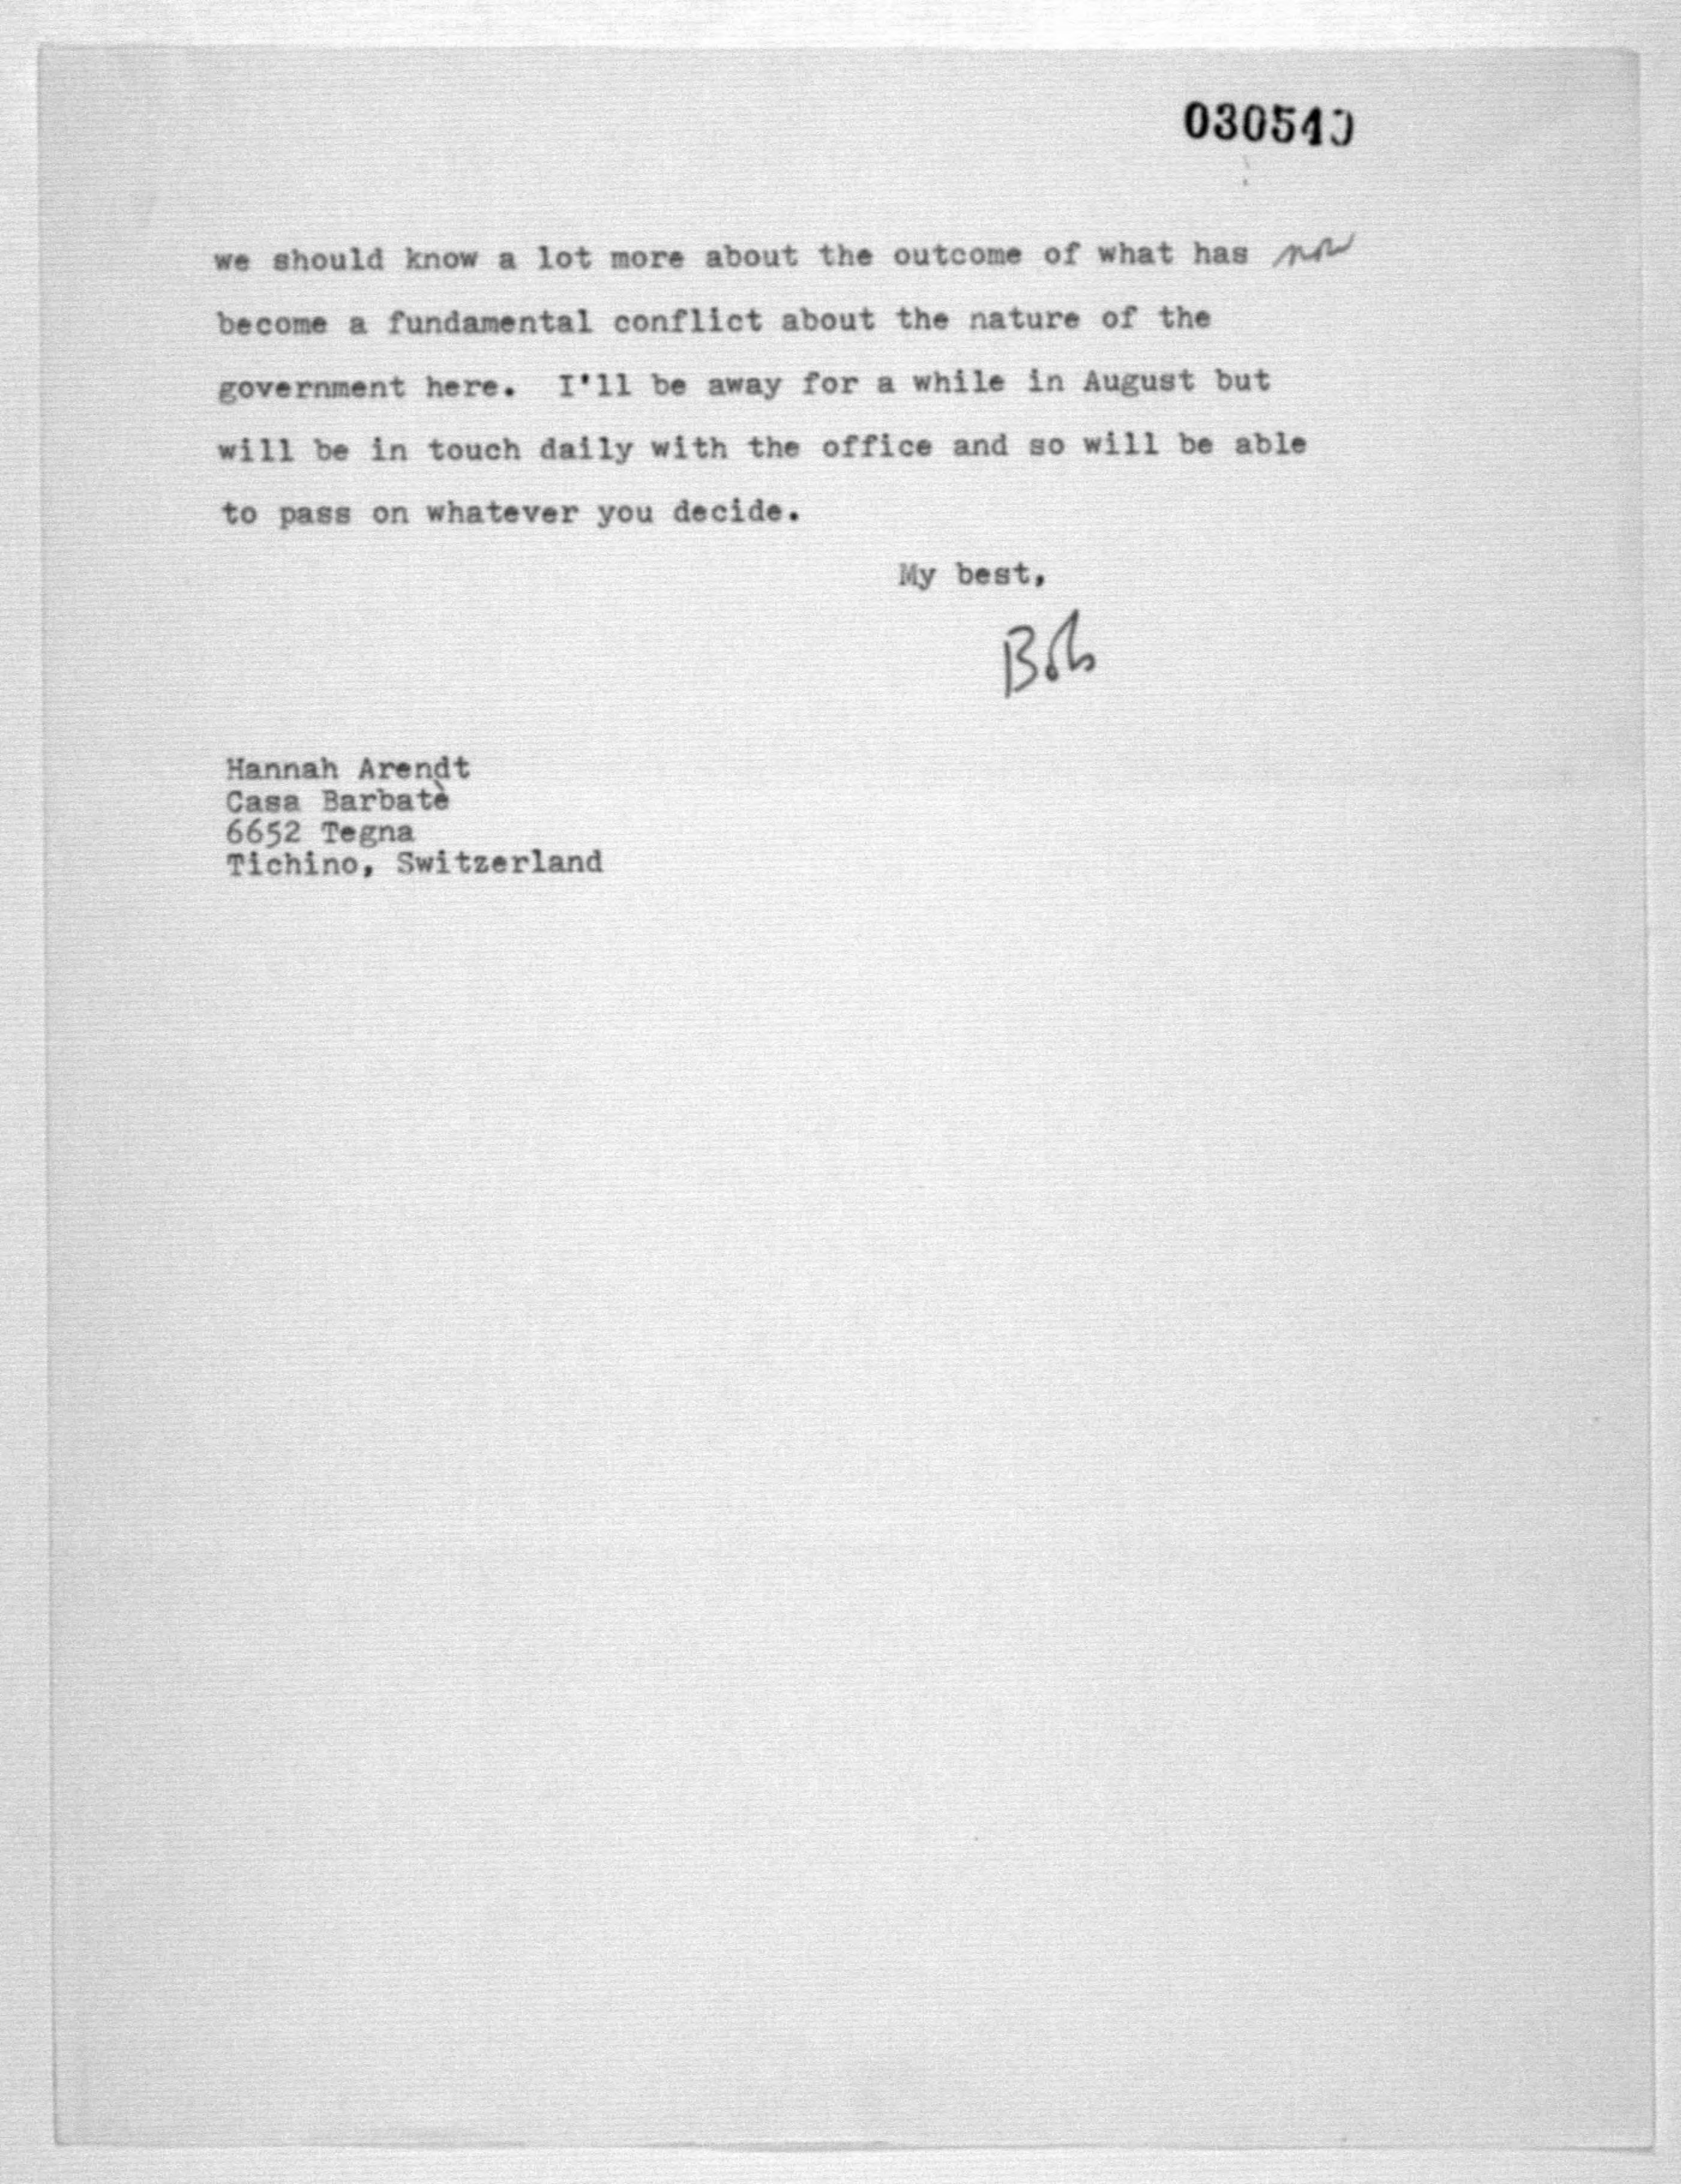 030540
we should know a lot more about the outcome of what has now
become a fundamental conflict about the nature of the
government here. I'll be away for a while in August but
will be in touch daily with the office and so will be able
to pass on whatever you decide.
My best,
Bob
Hannah Arendt
Casa Barbatè
6652 Tegna
Tichino, Switzerland